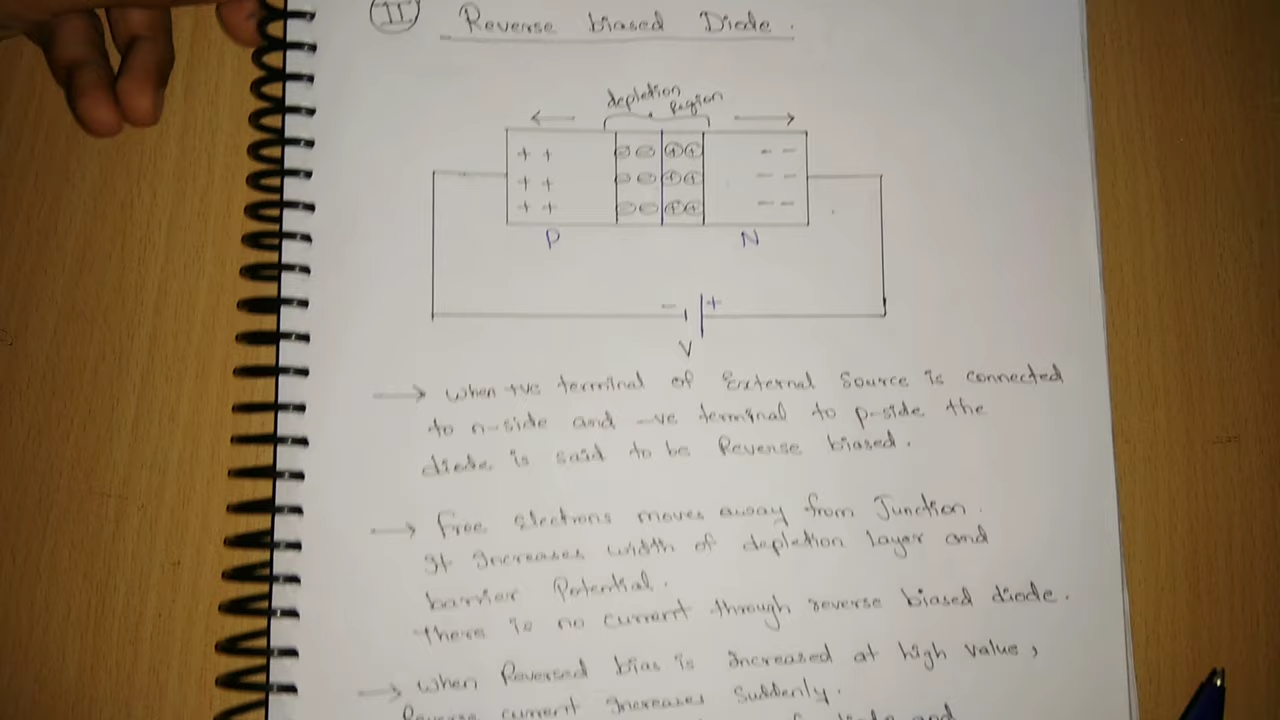 II Reverse biased Diode.
depletion
Region
+ + - -
+ + - -
+ + - -
P N
- +
V
→ when +ve terminal of External Source is connected
to n-side and -ve terminal to p-side the
diode is said to be Reverse biased.
→ Free electrons moves away from Junction.
It Increases width of depletion layer and
barrier Potential.
There is no current through reverse biased diode.
→ when Reversed bias is increased at high value,
Reverse current Increases Suddenly.
diode and